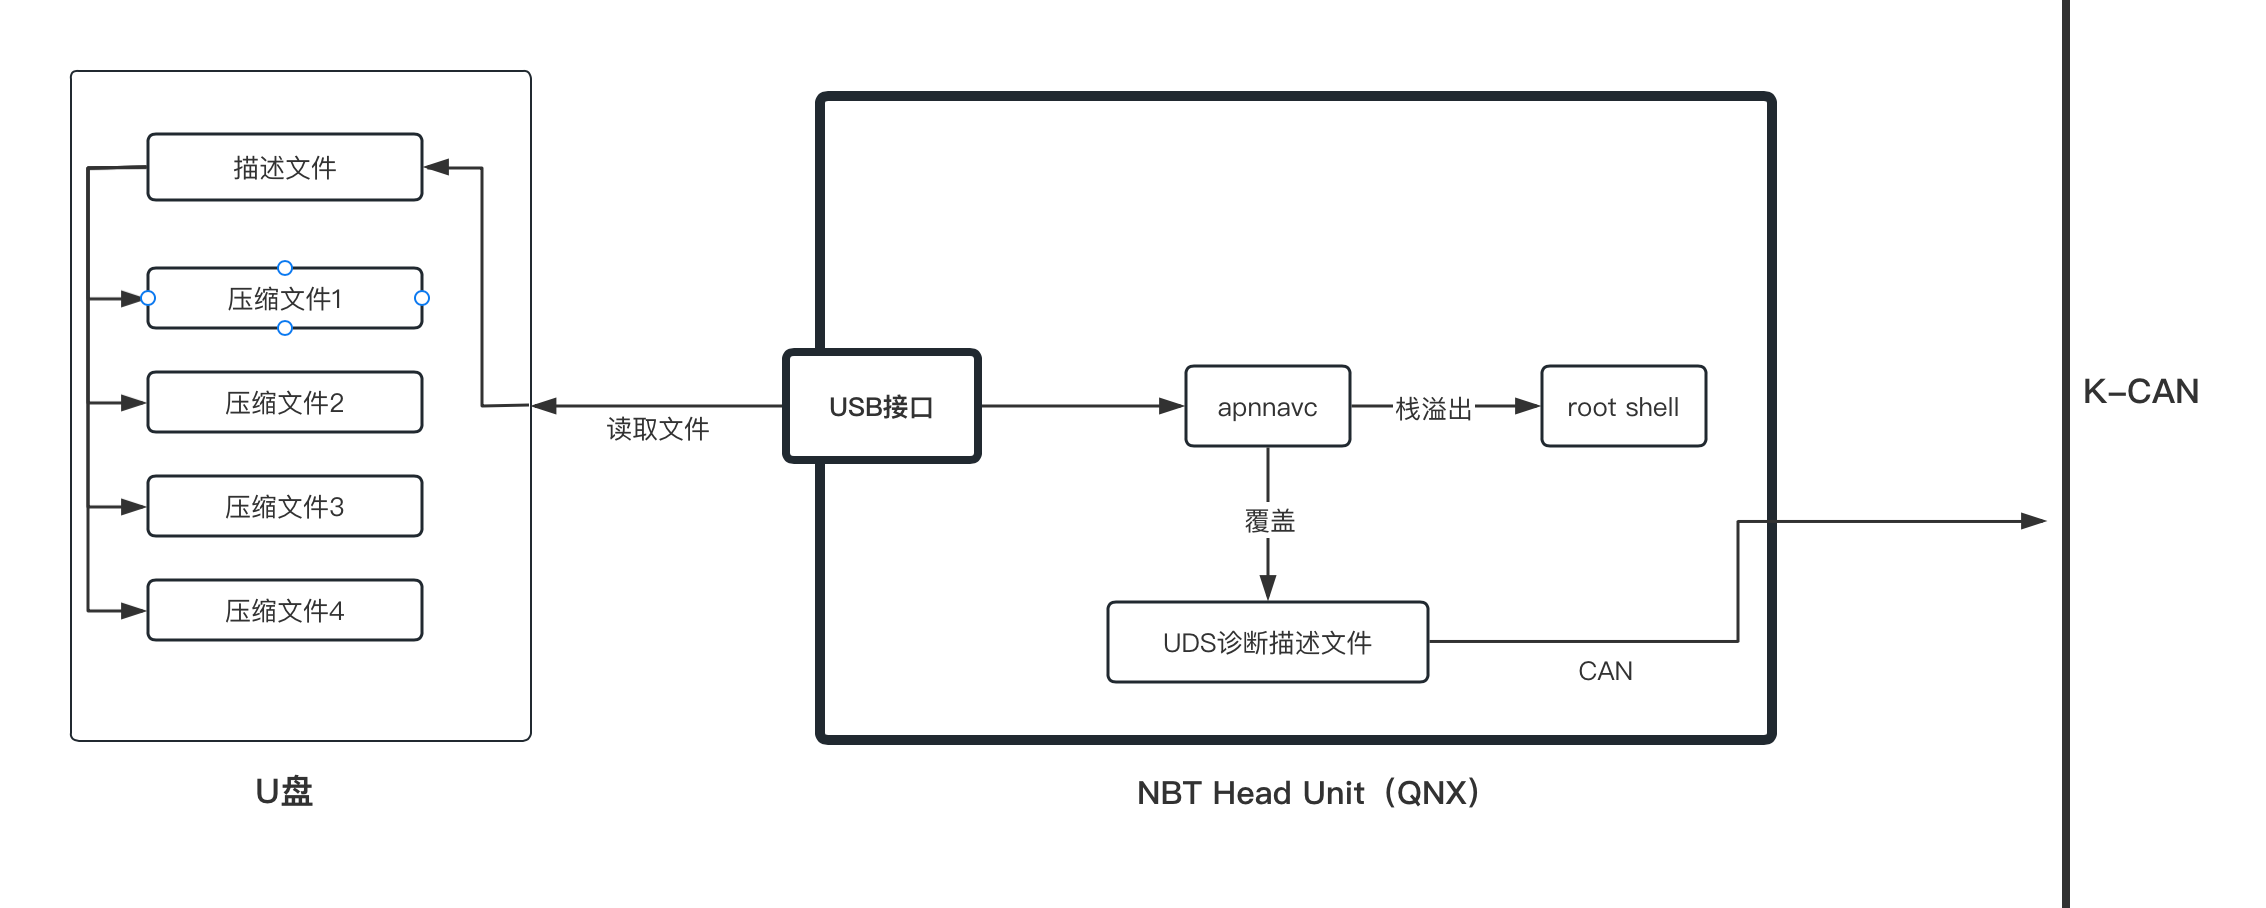 描述文件
压缩文件1
压缩文件2
压缩文件3
压缩文件4
U盘
读取文件
USB接口
apnnavc
栈溢出
root shell
覆盖
UDS诊断描述文件
CAN
NBT Head Unit（QNX）
K-CAN